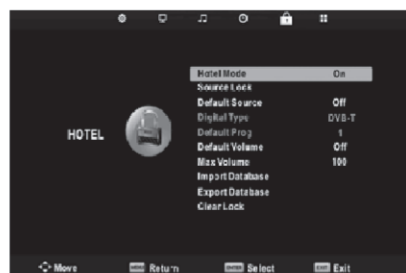 HOTEL
Hotel Mode On
Source Lock
Default Source Off
Digital Type DVB-T
Default Prog 1
Default Volume Off
Max Volume 100
Import Database
Export Database
Clear Lock
Move Return Select Exit